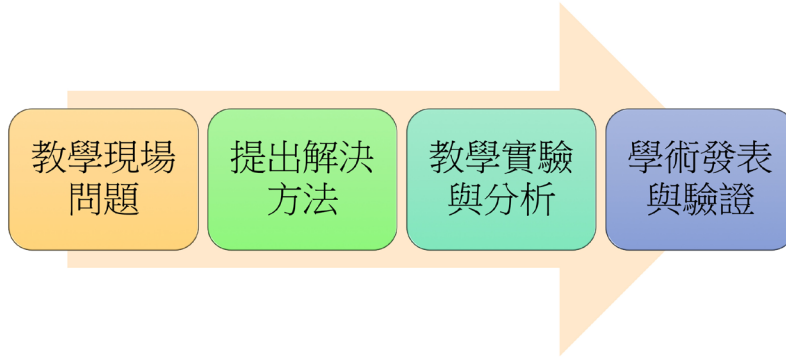 教學現場
問題
提出解決
方法
教學實驗
與分析
學術發表
與驗證